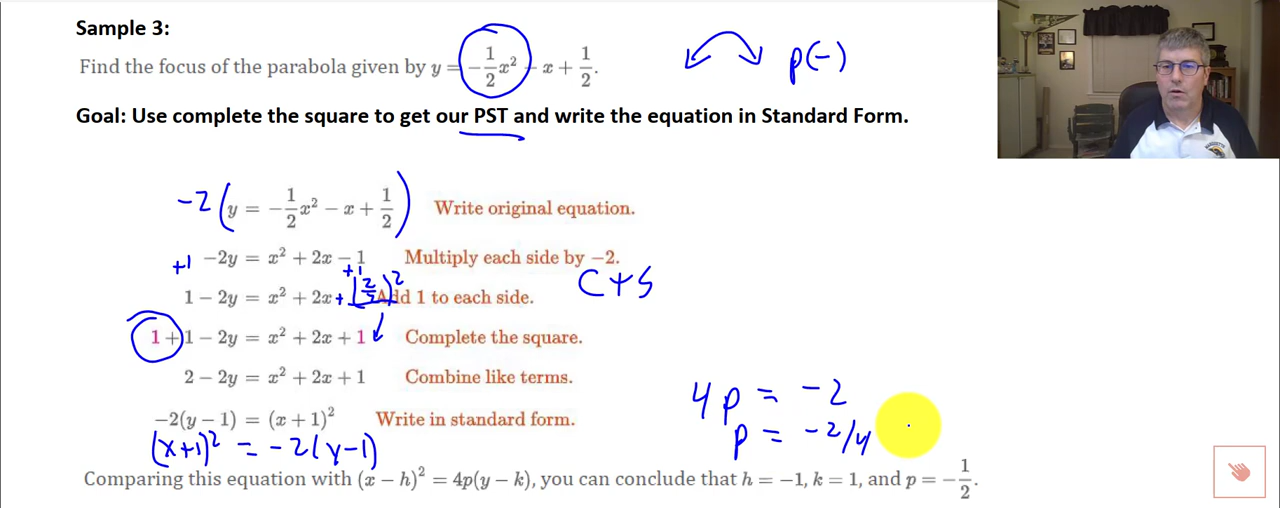 Sample 3:
Find the focus of the parabola given by y = -1/2 x² - x + 1/2.
p(-)
Goal: Use complete the square to get our PST and write the equation in Standard Form.
-2 ( y = -1/2 x² - x + 1/2 ) Write original equation.
+1 -2y = x² + 2x - 1 Multiply each side by -2.
+1
1 - 2y = x² + 2x + (2/2)² Add 1 to each side. CTS
1 + 1 - 2y = x² + 2x + 1 Complete the square.
2 - 2y = x² + 2x + 1 Combine like terms.
4p = -2
-2(y - 1) = (x + 1)² Write in standard form.
p = -2/4
(x+1)² = -2(y-1)
Comparing this equation with (x - h)² = 4p(y - k), you can conclude that h = -1, k = 1, and p = -1/2.